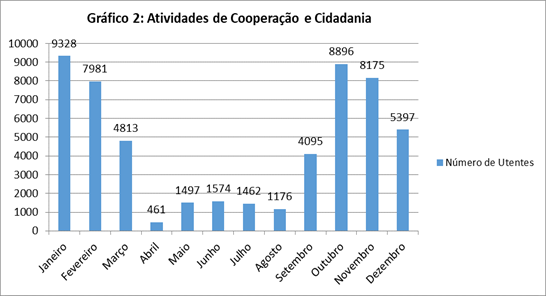 Gráfico 2: Atividades de Cooperação e Cidadania
10000
9000
8000
7000
6000
5000
4000
3000
2000
1000
0
9328
7981
4813
461
1497
1574
1462
1176
4095
8896
8175
5397
Janeiro
Fevereiro
Março
Abril
Maio
Junho
Julho
Agosto
Setembro
Outubro
Novembro
Dezembro
Número de Utentes